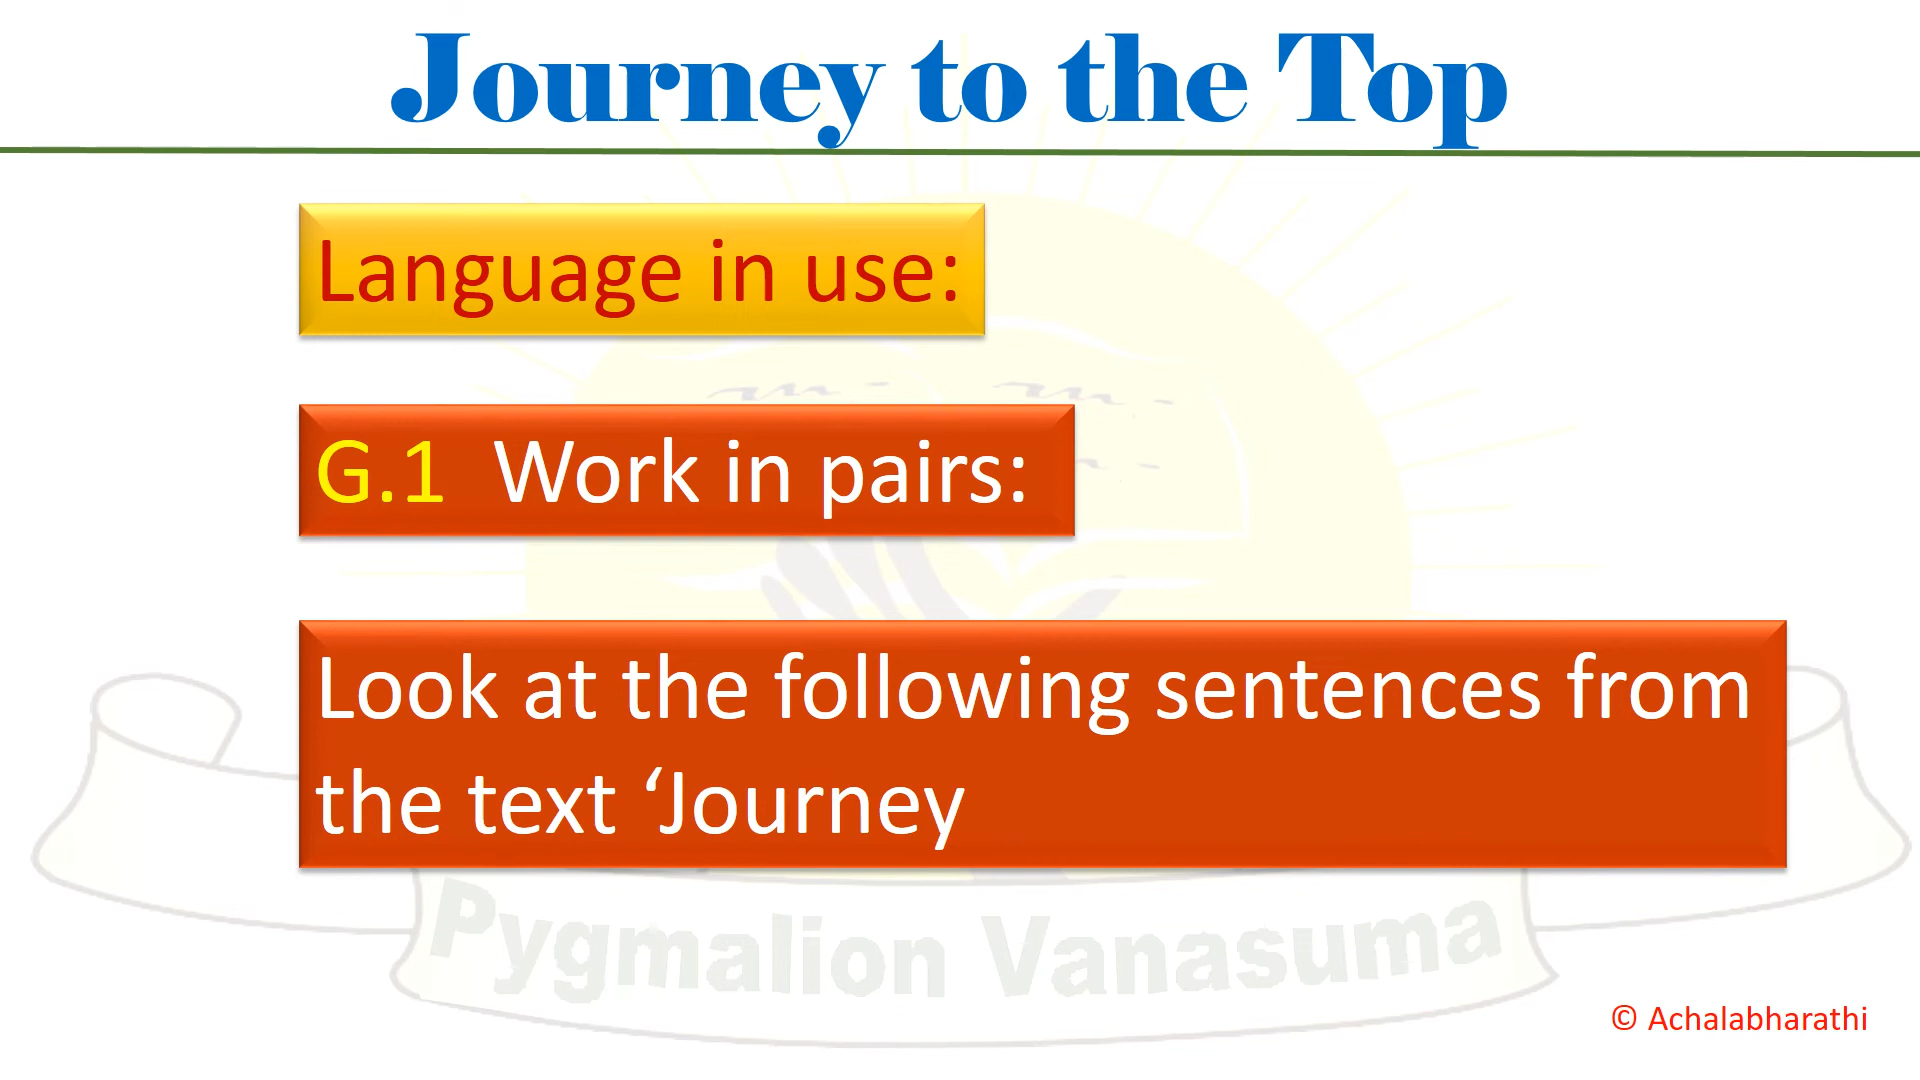 Journey to the Top
Language in use:
G.1 Work in pairs:
Look at the following sentences from
the text ‘Journey
Pygmalion Vanasuma
© Achalabharathi